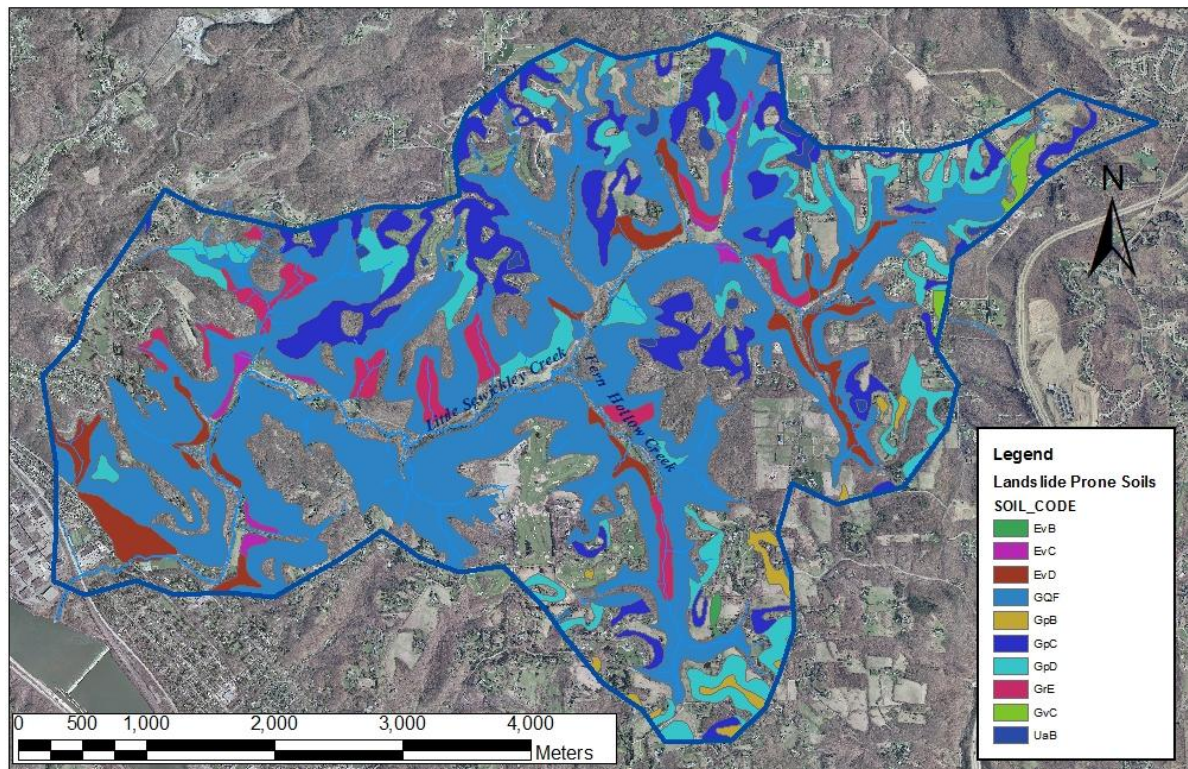 N
Little Sewickley Creek
Fern Hollow Creek
Legend
Landslide Prone Soils
SOIL_CODE
EvB
EvC
EvD
GQF
GpB
GpC
GpD
GrE
GvC
UaB
0 500 1,000 2,000 3,000 4,000
Meters